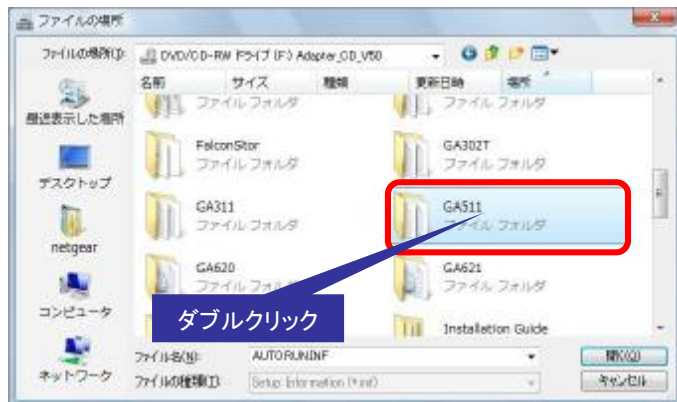 ファイルの場所
ファイルの場所(I):
DVD/CD-RW ドライブ (F:) Adapter_CD_V50
名前 サイズ 種類 更新日時 場所
最近表示した場所
デスクトップ
netgear
コンピュータ
ネットワーク
ファイル フォルダ
ファイル フォルダ
FalconStor
ファイル フォルダ
GA302T
ファイル フォルダ
GA311
ファイル フォルダ
GA511
ファイル フォルダ
GA620
GA621
ファイル フォルダ
Installation Guide
ダブルクリック
ファイル名(N):
AUTORUN.INF
開く(O)
ファイルの種類(T):
Setup Information (*.inf)
キャンセル